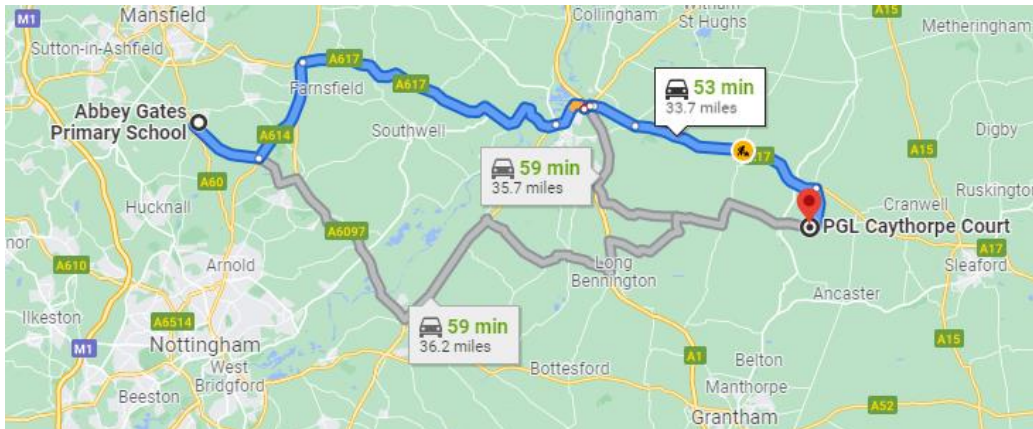 Mansfield
Collingham
St Hughs
A15
Metheringham
M1
Sutton-in-Ashfield
A617
Farnsfield
A617
53 min
33.7 miles
Abbey Gates
Primary School
A614
Southwell
Digby
A15
A60
59 min
35.7 miles
Hucknall
A6097
Cranwell
Ruskington
PGL Caythorpe Court
A610
Arnold
A17
Sleaford
Long
Bennington
Ancaster
Ilkeston
A6514
59 min
36.2 miles
M1
Nottingham
A15
West
Bridgford
Bottesford
A1
Belton
Beeston
Manthorpe
A52
Grantham